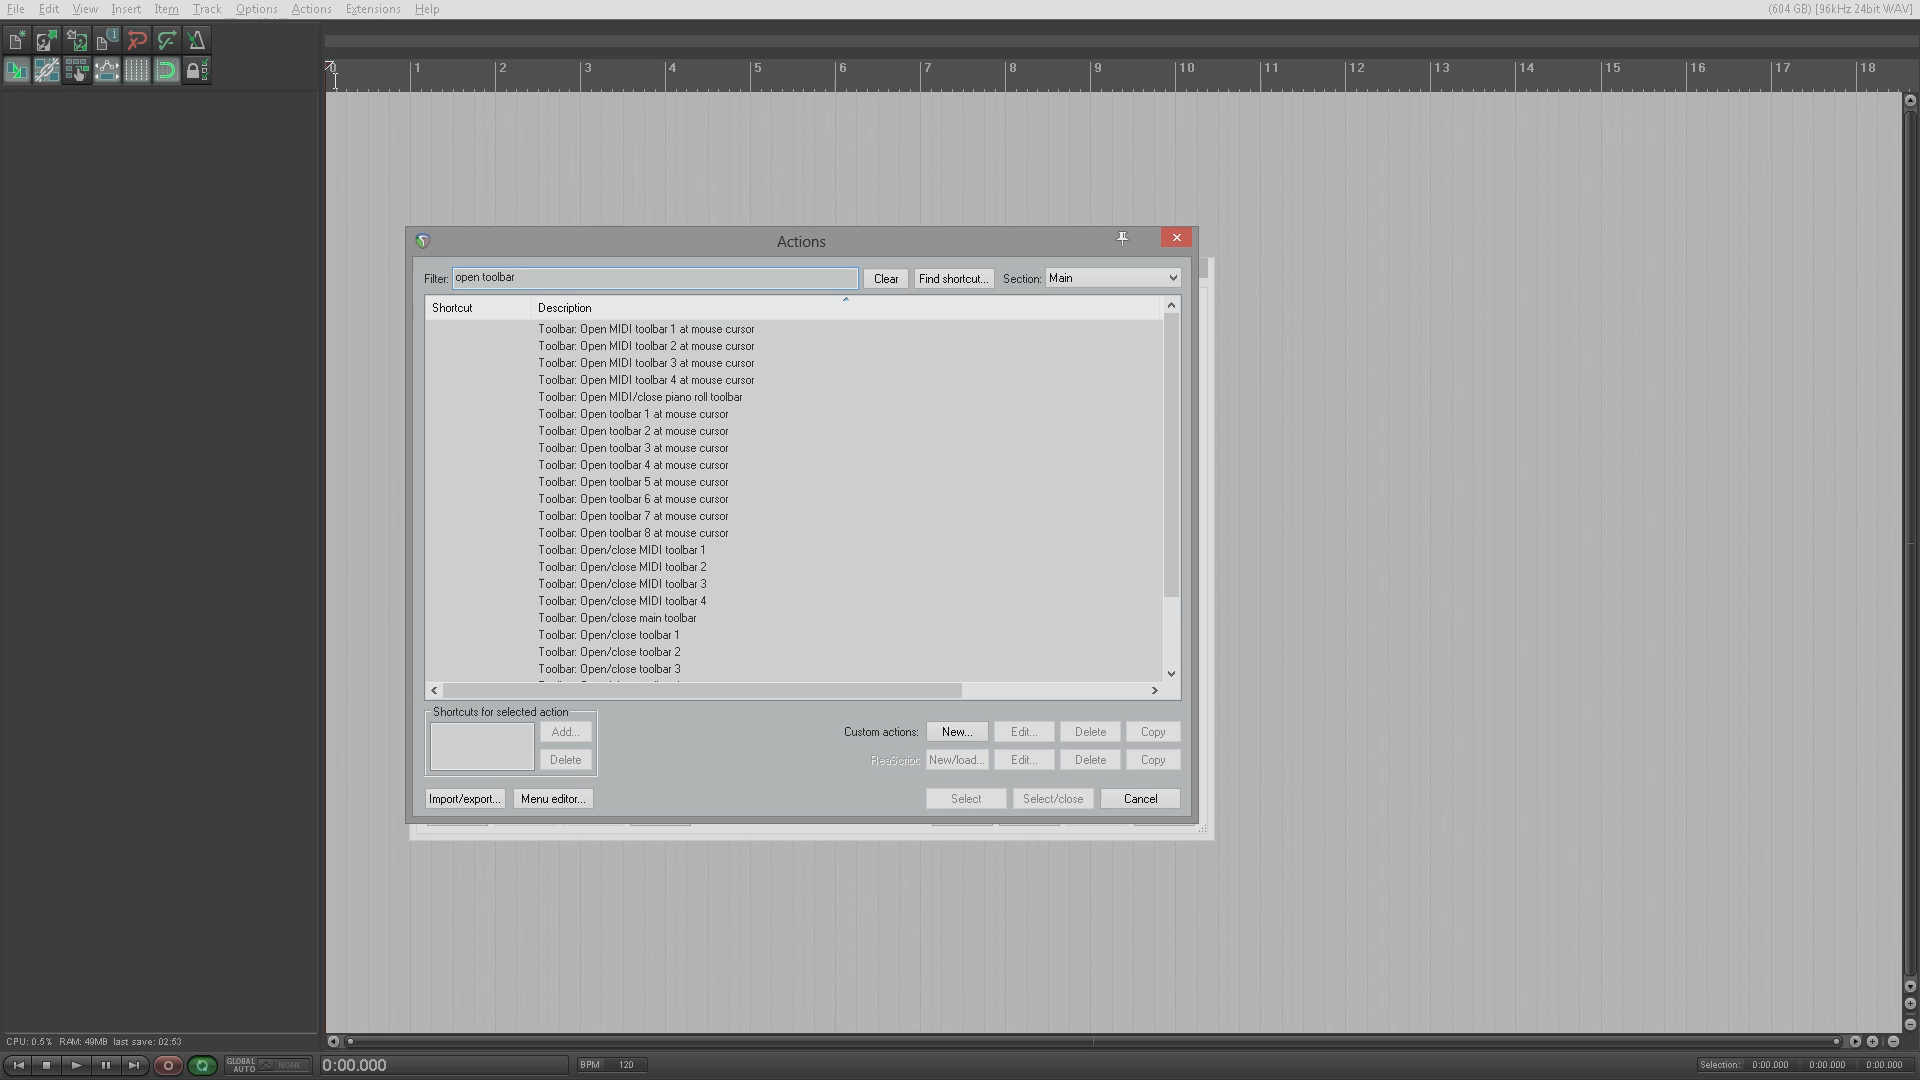 File Edit View Insert Item Track Options Actions Extensions Help
(604 GB) [96kHz 24bit WAV]
0 1 2 3 4 5 6 7 8 9 10 11 12 13 14 15 16 17 18
Actions
Filter: open toolbar Clear Find shortcut... Section: Main
Shortcut Description
Toolbar: Open MIDI toolbar 1 at mouse cursor
Toolbar: Open MIDI toolbar 2 at mouse cursor
Toolbar: Open MIDI toolbar 3 at mouse cursor
Toolbar: Open MIDI toolbar 4 at mouse cursor
Toolbar: Open MIDI/close piano roll toolbar
Toolbar: Open toolbar 1 at mouse cursor
Toolbar: Open toolbar 2 at mouse cursor
Toolbar: Open toolbar 3 at mouse cursor
Toolbar: Open toolbar 4 at mouse cursor
Toolbar: Open toolbar 5 at mouse cursor
Toolbar: Open toolbar 6 at mouse cursor
Toolbar: Open toolbar 7 at mouse cursor
Toolbar: Open toolbar 8 at mouse cursor
Toolbar: Open/close MIDI toolbar 1
Toolbar: Open/close MIDI toolbar 2
Toolbar: Open/close MIDI toolbar 3
Toolbar: Open/close MIDI toolbar 4
Toolbar: Open/close main toolbar
Toolbar: Open/close toolbar 1
Toolbar: Open/close toolbar 2
Toolbar: Open/close toolbar 3
Shortcuts for selected action
Add... Custom actions: New... Edit... Delete Copy
Delete ReaScript: New/load... Edit... Delete Copy
Import/export... Menu editor... Select Select/close Cancel
CPU: 0.5% RAM: 49MB last save: 02:53
GLOBAL AUTO NONE 0:00.000 BPM 120 Selection: 0:00.000 0:00.000 0:00.000